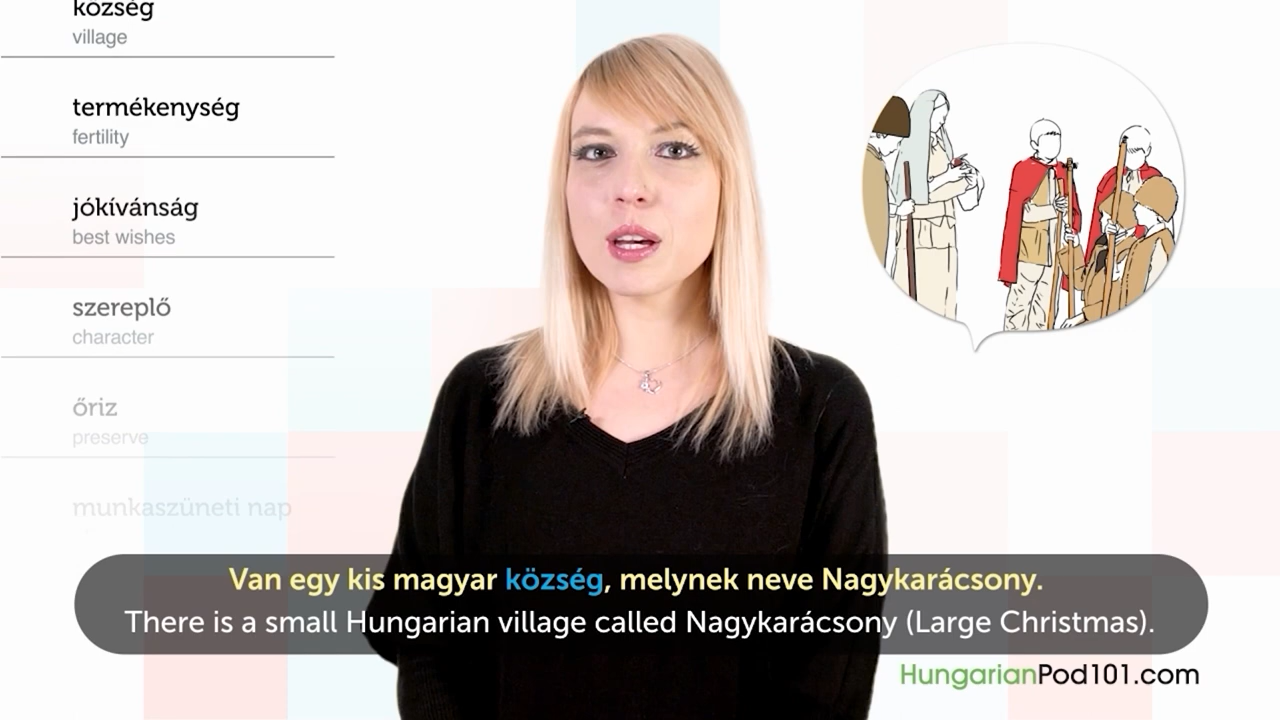 község
village
termékenység
fertility
jókívánság
best wishes
szereplő
character
őriz
preserve
munkaszüneti nap
Van egy kis magyar község, melynek neve Nagykarácsony.
There is a small Hungarian village called Nagykarácsony (Large Christmas).
HungarianPod101.com